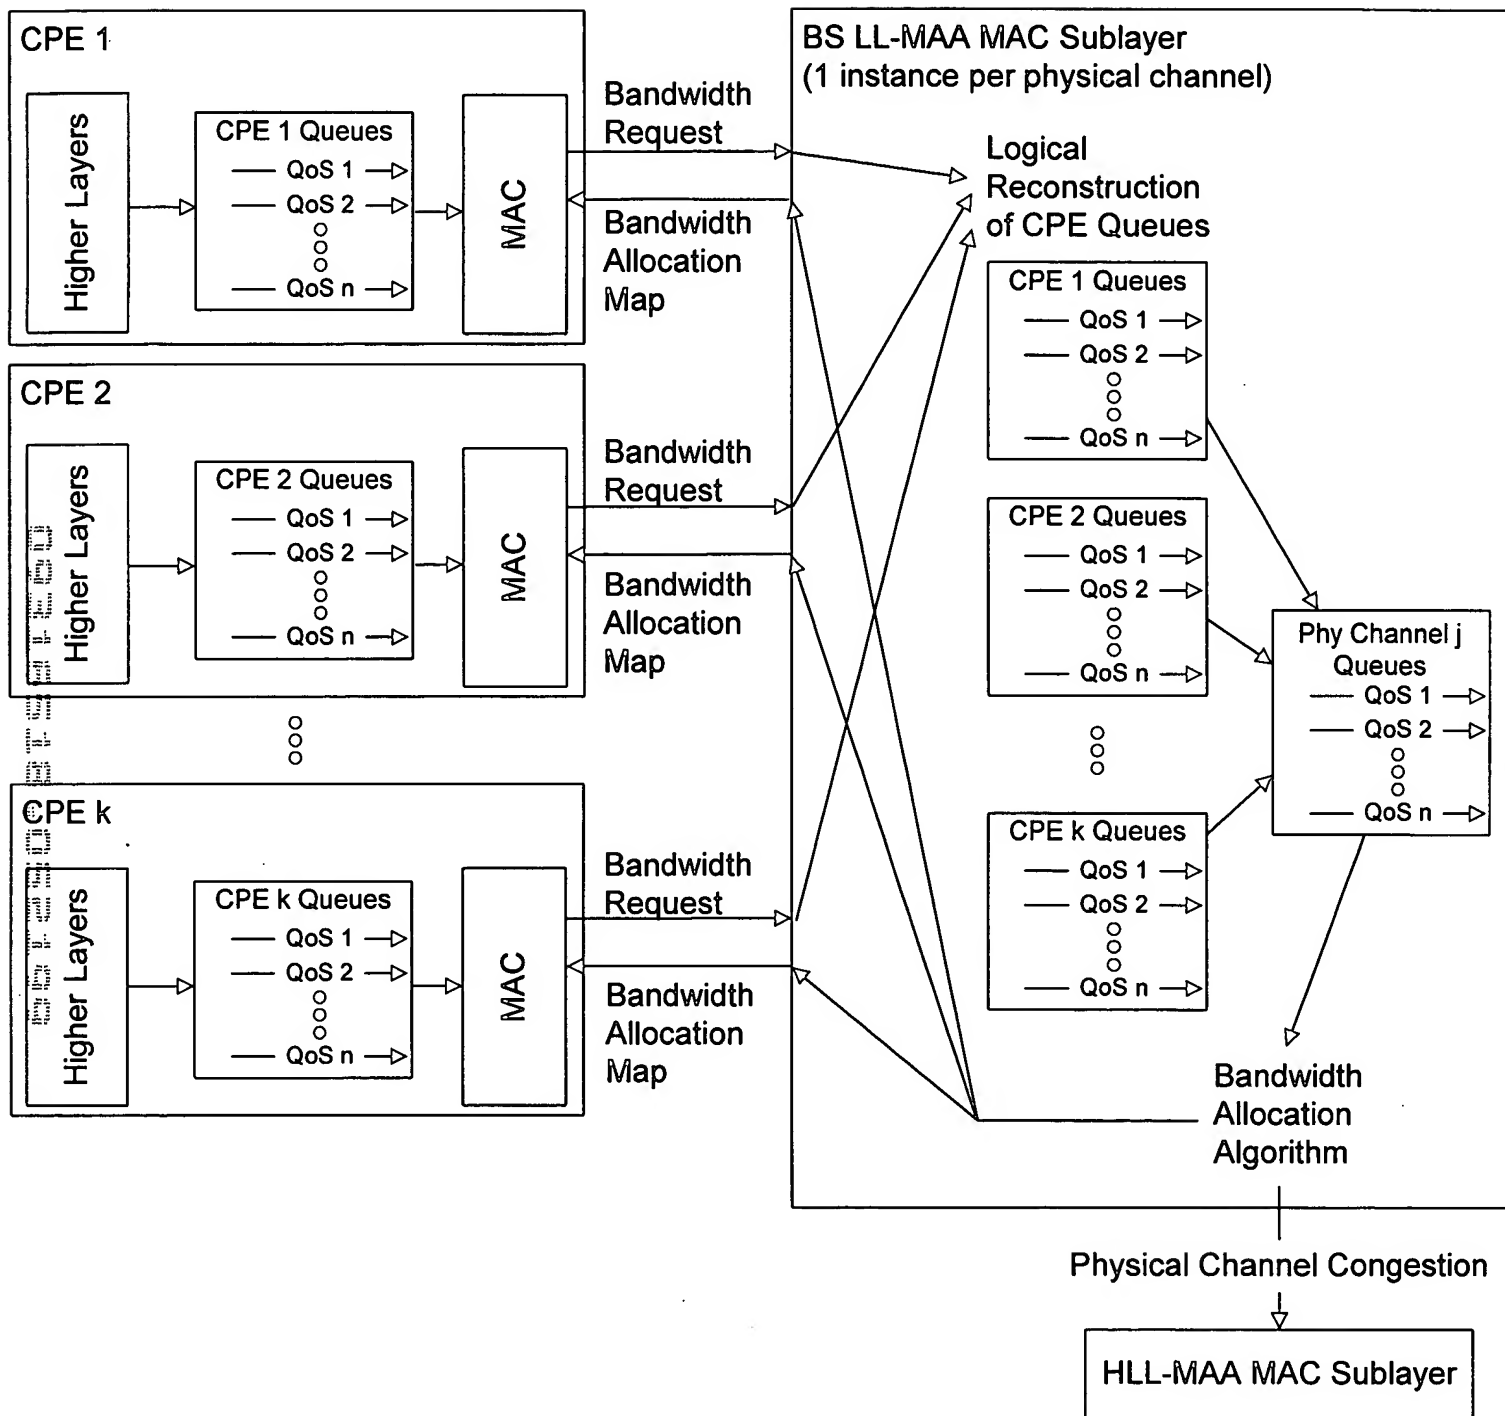 CPE 1
Higher Layers
CPE 1 Queues
QoS 1
QoS 2
QoS n
MAC
Bandwidth
Request
Bandwidth
Allocation
Map
CPE 2
Higher Layers
CPE 2 Queues
QoS 1
QoS 2
QoS n
MAC
Bandwidth
Request
Bandwidth
Allocation
Map
CPE k
Higher Layers
CPE k Queues
QoS 1
QoS 2
QoS n
MAC
Bandwidth
Request
Bandwidth
Allocation
Map
BS LL-MAA MAC Sublayer
(1 instance per physical channel)
Logical
Reconstruction
of CPE Queues
CPE 1 Queues
QoS 1
QoS 2
QoS n
CPE 2 Queues
QoS 1
QoS 2
QoS n
CPE k Queues
QoS 1
QoS 2
QoS n
Phy Channel j
Queues
QoS 1
QoS 2
QoS n
Bandwidth
Allocation
Algorithm
Physical Channel Congestion
HLL-MAA MAC Sublayer